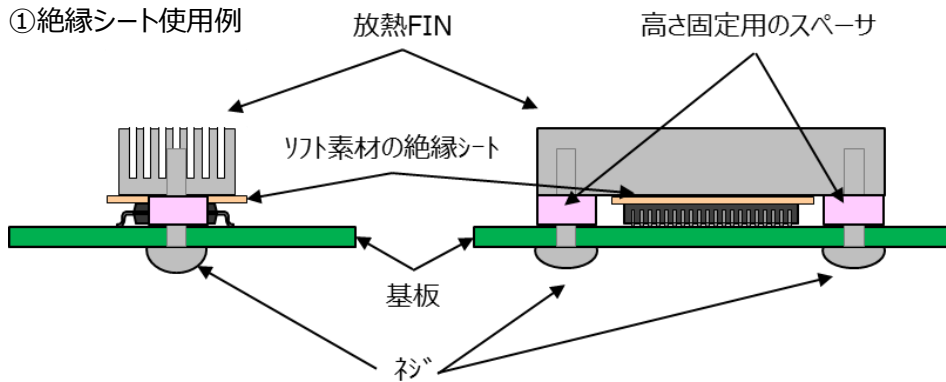 ①絶縁シート使用例
放熱FIN
高さ固定用のスペーサ
ｿﾌﾄ素材の絶縁ｼｰﾄ
基板
ﾈｼﾞ